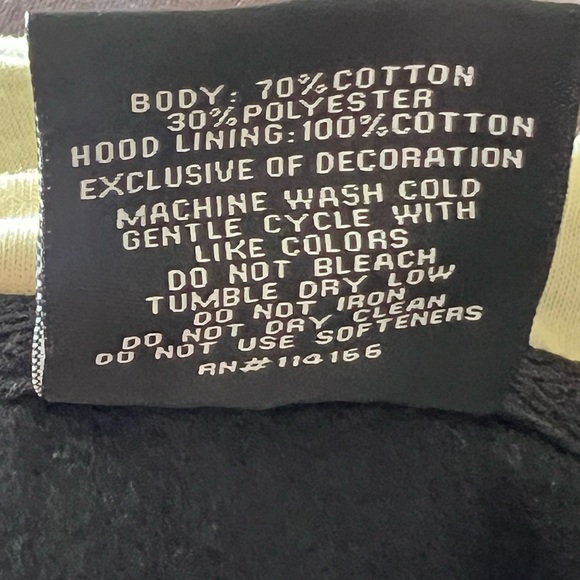 BODY: 70% COTTON
30% POLYESTER
HOOD LINING: 100% COTTON
EXCLUSIVE OF DECORATION
MACHINE WASH COLD
GENTLE CYCLE WITH
LIKE COLORS
DO NOT BLEACH
TUMBLE DRY LOW
DO NOT IRON
DO NOT DRY CLEAN
DO NOT USE SOFTENERS
RN# 114166